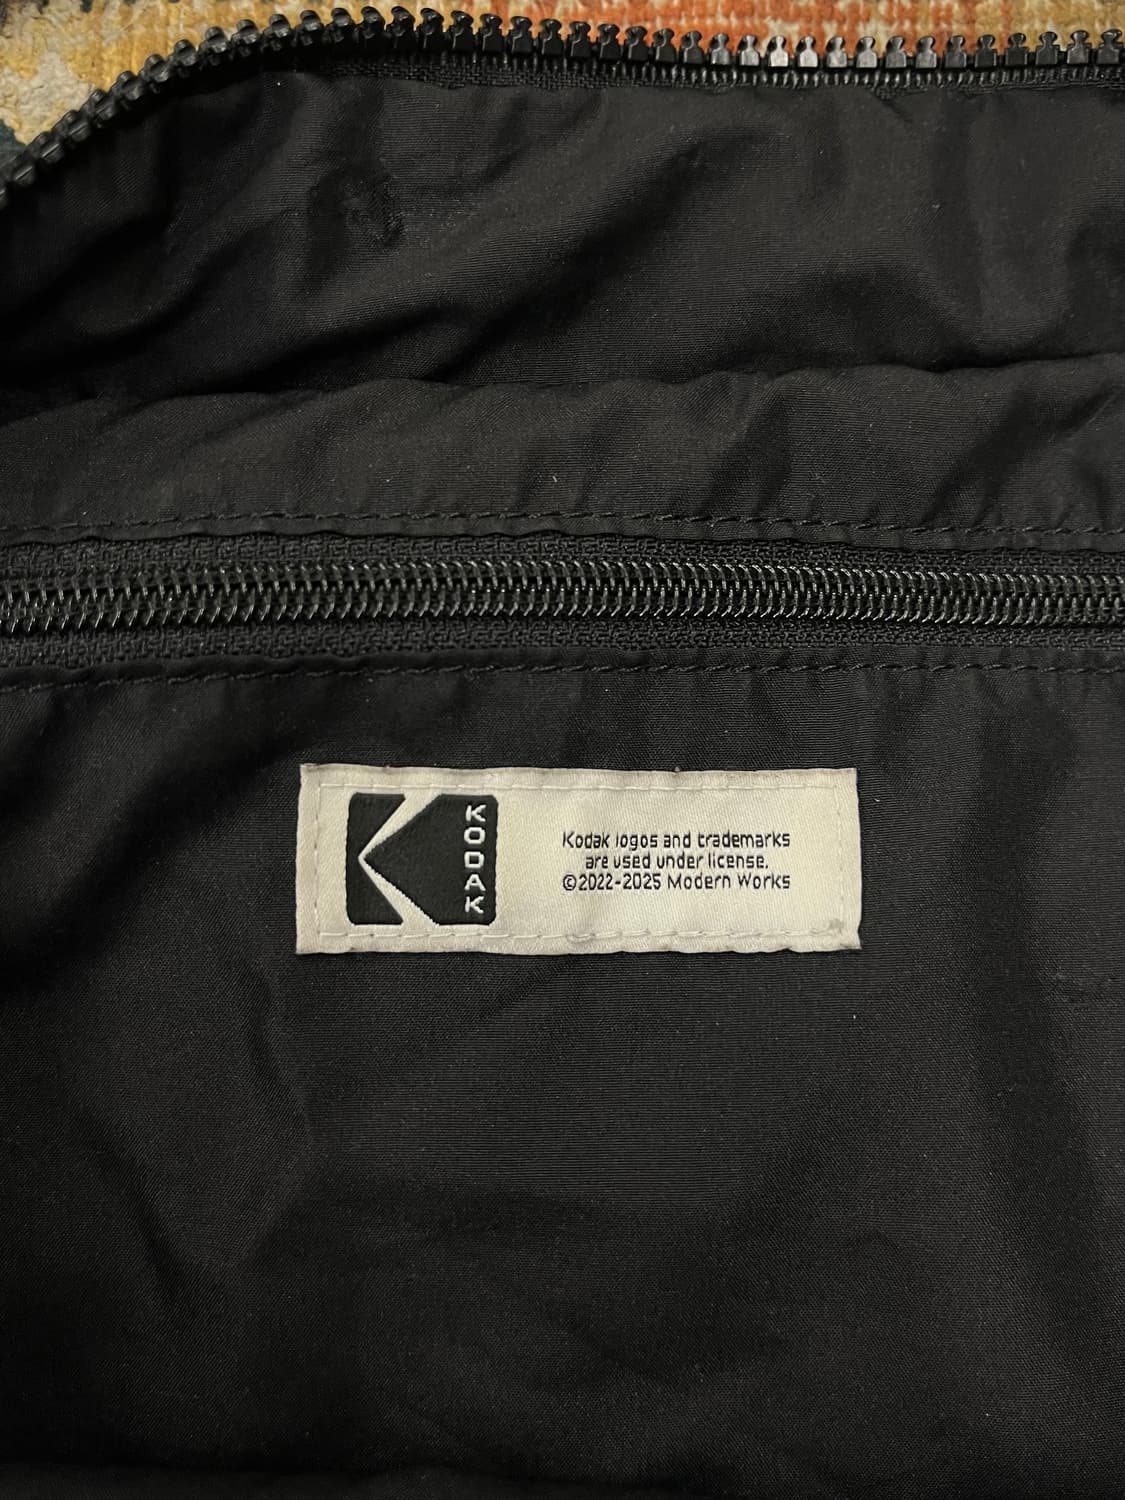 KODAK
Kodak logos and trademarks
are used under license.
©2022-2025 Modern Works